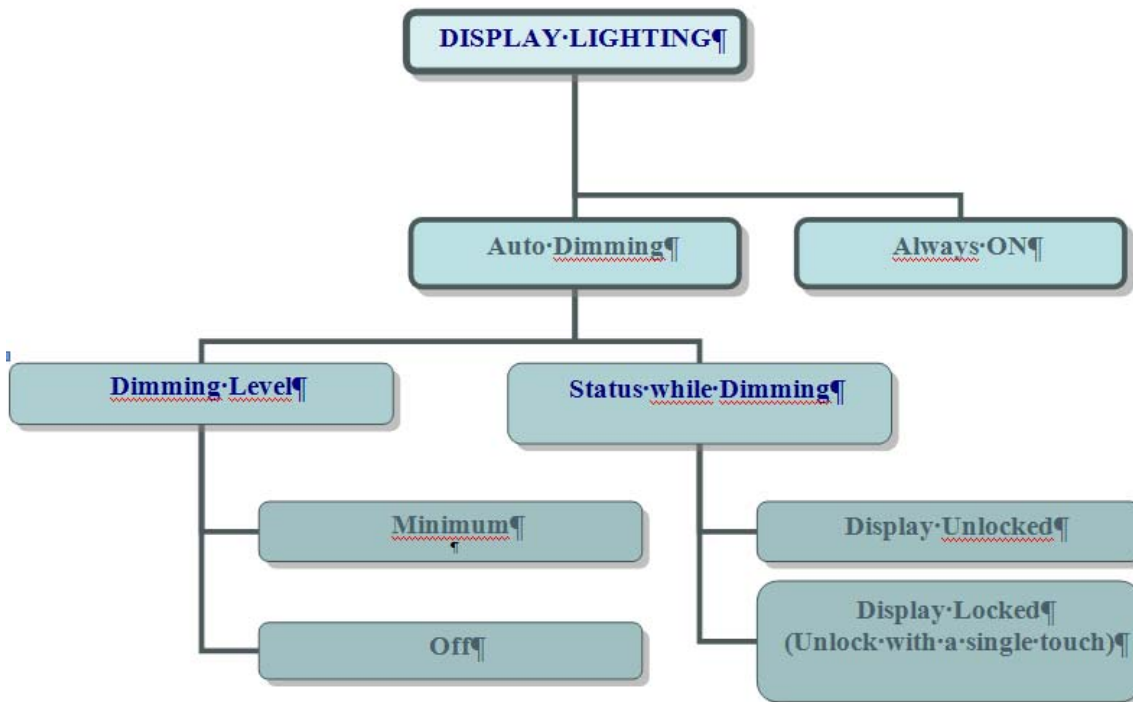 DISPLAY·LIGHTING¶
Auto·Dimming¶
Always·ON¶
Dimming·Level¶
Status·while·Dimming¶
Minimum¶
¶
Off¶
Display·Unlocked¶
Display·Locked¶
(Unlock·with·a·single·touch)¶